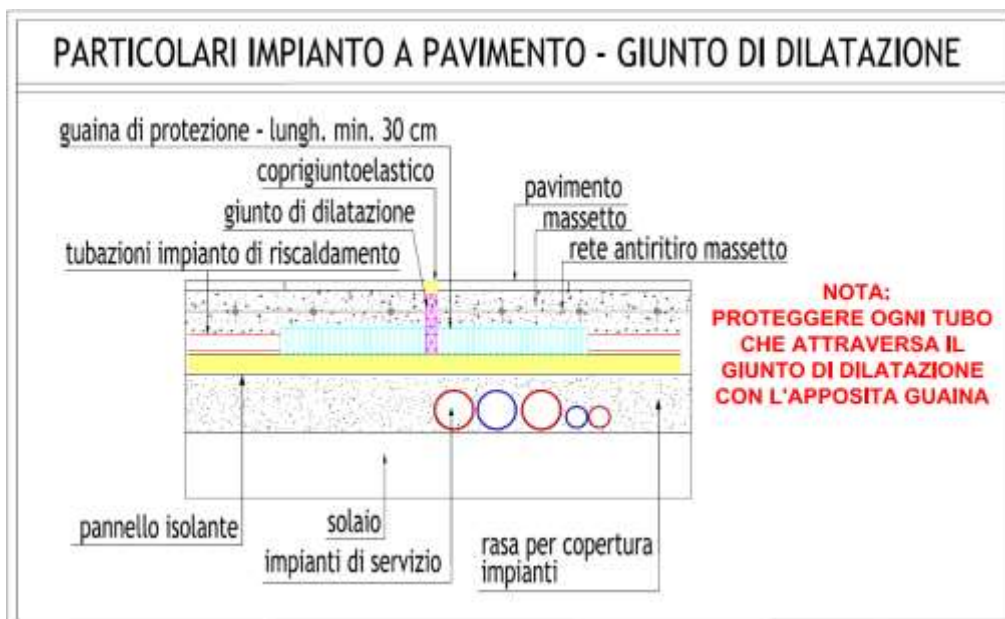 PARTICOLARI IMPIANTO A PAVIMENTO - GIUNTO DI DILATAZIONE
guaina di protezione - lungh. min. 30 cm
coprigiuntoelastico
giunto di dilatazione
tubazioni impianto di riscaldamento
pavimento
massetto
rete antiritiro massetto
NOTA:
PROTEGGERE OGNI TUBO
CHE ATTRAVERSA IL
GIUNTO DI DILATAZIONE
CON L'APPOSITA GUAINA
pannello isolante
solaio
impianti di servizio
rasa per copertura
impianti